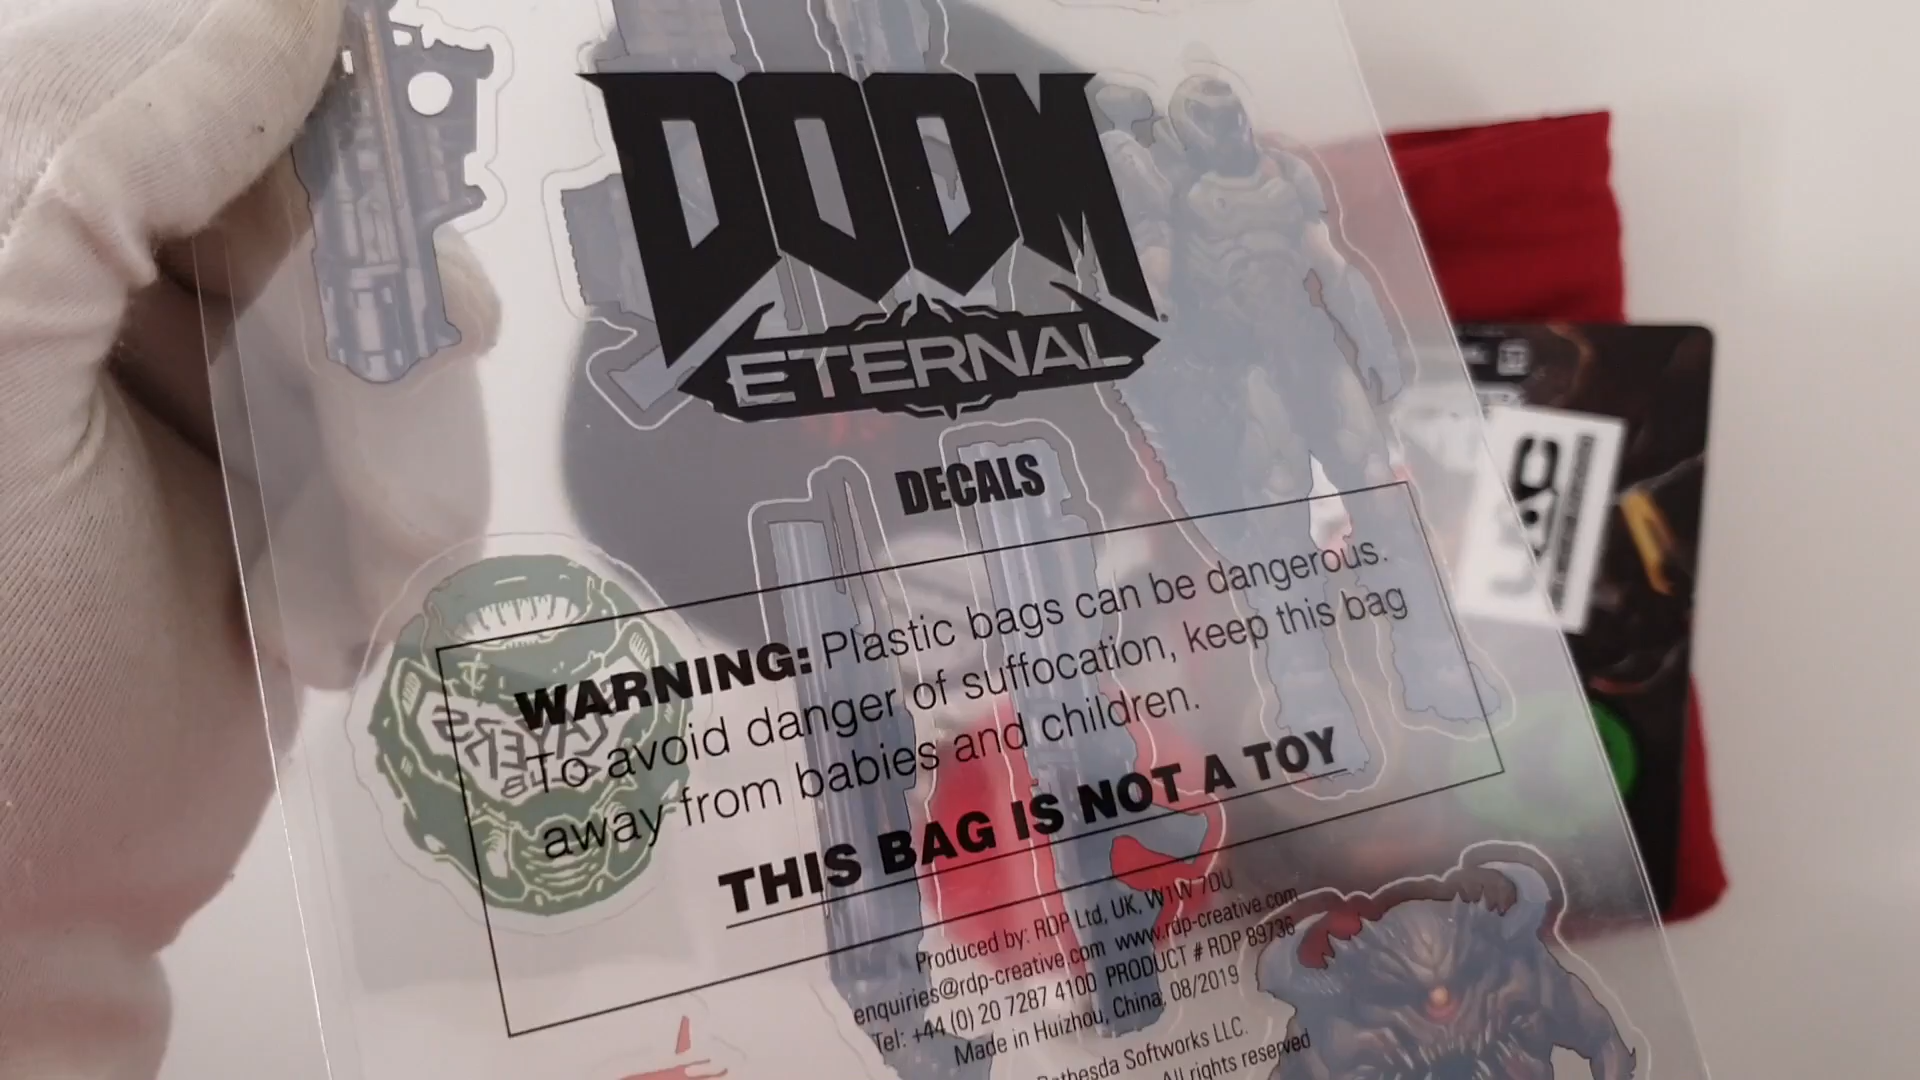 DOOM
ETERNAL
DECALS
WARNING: Plastic bags can be dangerous.
To avoid danger of suffocation, keep this bag
away from babies and children.
THIS BAG IS NOT A TOY
Produced by: RDP Ltd, UK, W1W 7DU
enquiries@rdp-creative.com www.rdp-creative.com
Tel: +44 (0) 20 7287 4100 PRODUCT # RDP 89736
Made in Huizhou, China, 08/2019
Softworks LLC.
All rights reserved
SLAYERS
CLUB